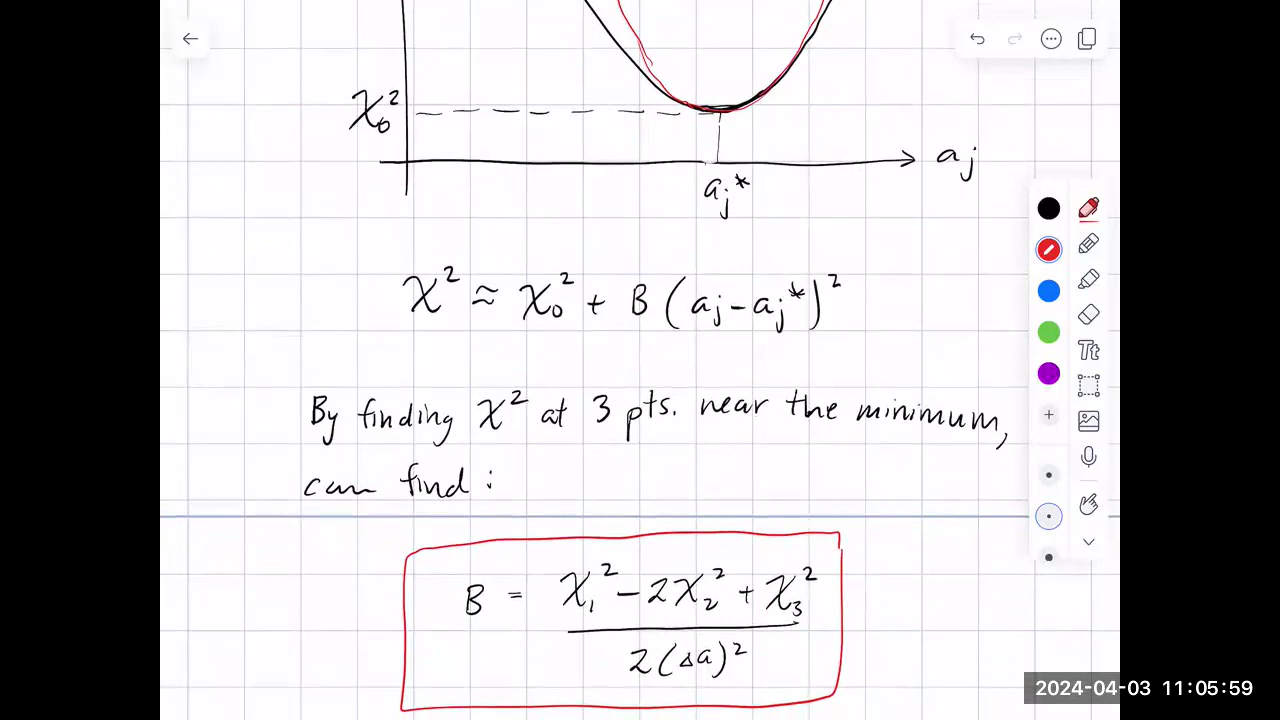 χ₀²
aⱼ
aⱼ*
χ² ≈ χ₀² + B (aⱼ - aⱼ*)²
By finding χ² at 3 pts. near the minimum,
can find :
B = (χ₁² - 2χ₂² + χ₃²) / 2(Δa)²
Tt
2024-04-03 11:05:59